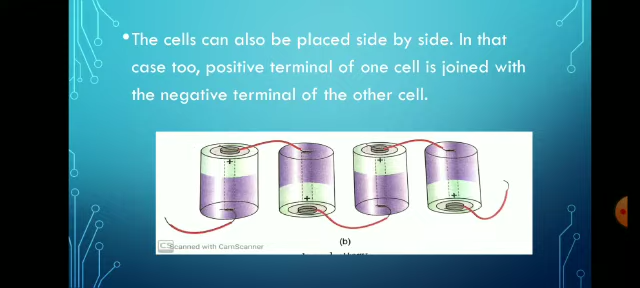 •The cells can also be placed side by side. In that
case too, positive terminal of one cell is joined with
the negative terminal of the other cell.
+
+
+
+
(b)
CS Scanned with CamScanner